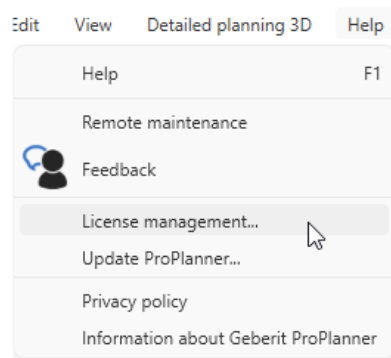 Edit View Detailed planning 3D Help
Help F1
Remote maintenance
Feedback
License management...
Update ProPlanner...
Privacy policy
Information about Geberit ProPlanner